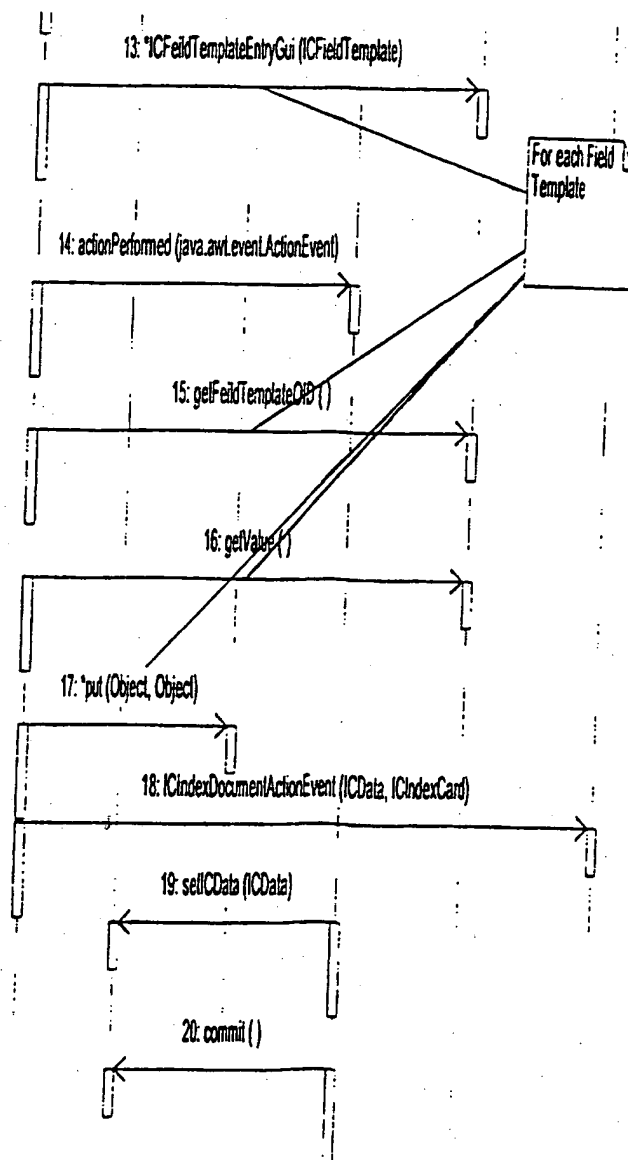 13: *ICFeildTemplateEntryGui (ICFieldTemplate)
For each Field
Template
14: actionPerformed (java.awt.event.ActionEvent)
15: getFeildTemplateOID ( )
16: getValue ( )
17: *put (Object, Object)
18: ICIndexDocumentActionEvent (ICData, ICIndexCard)
19: setICData (ICData)
20: commit ( )